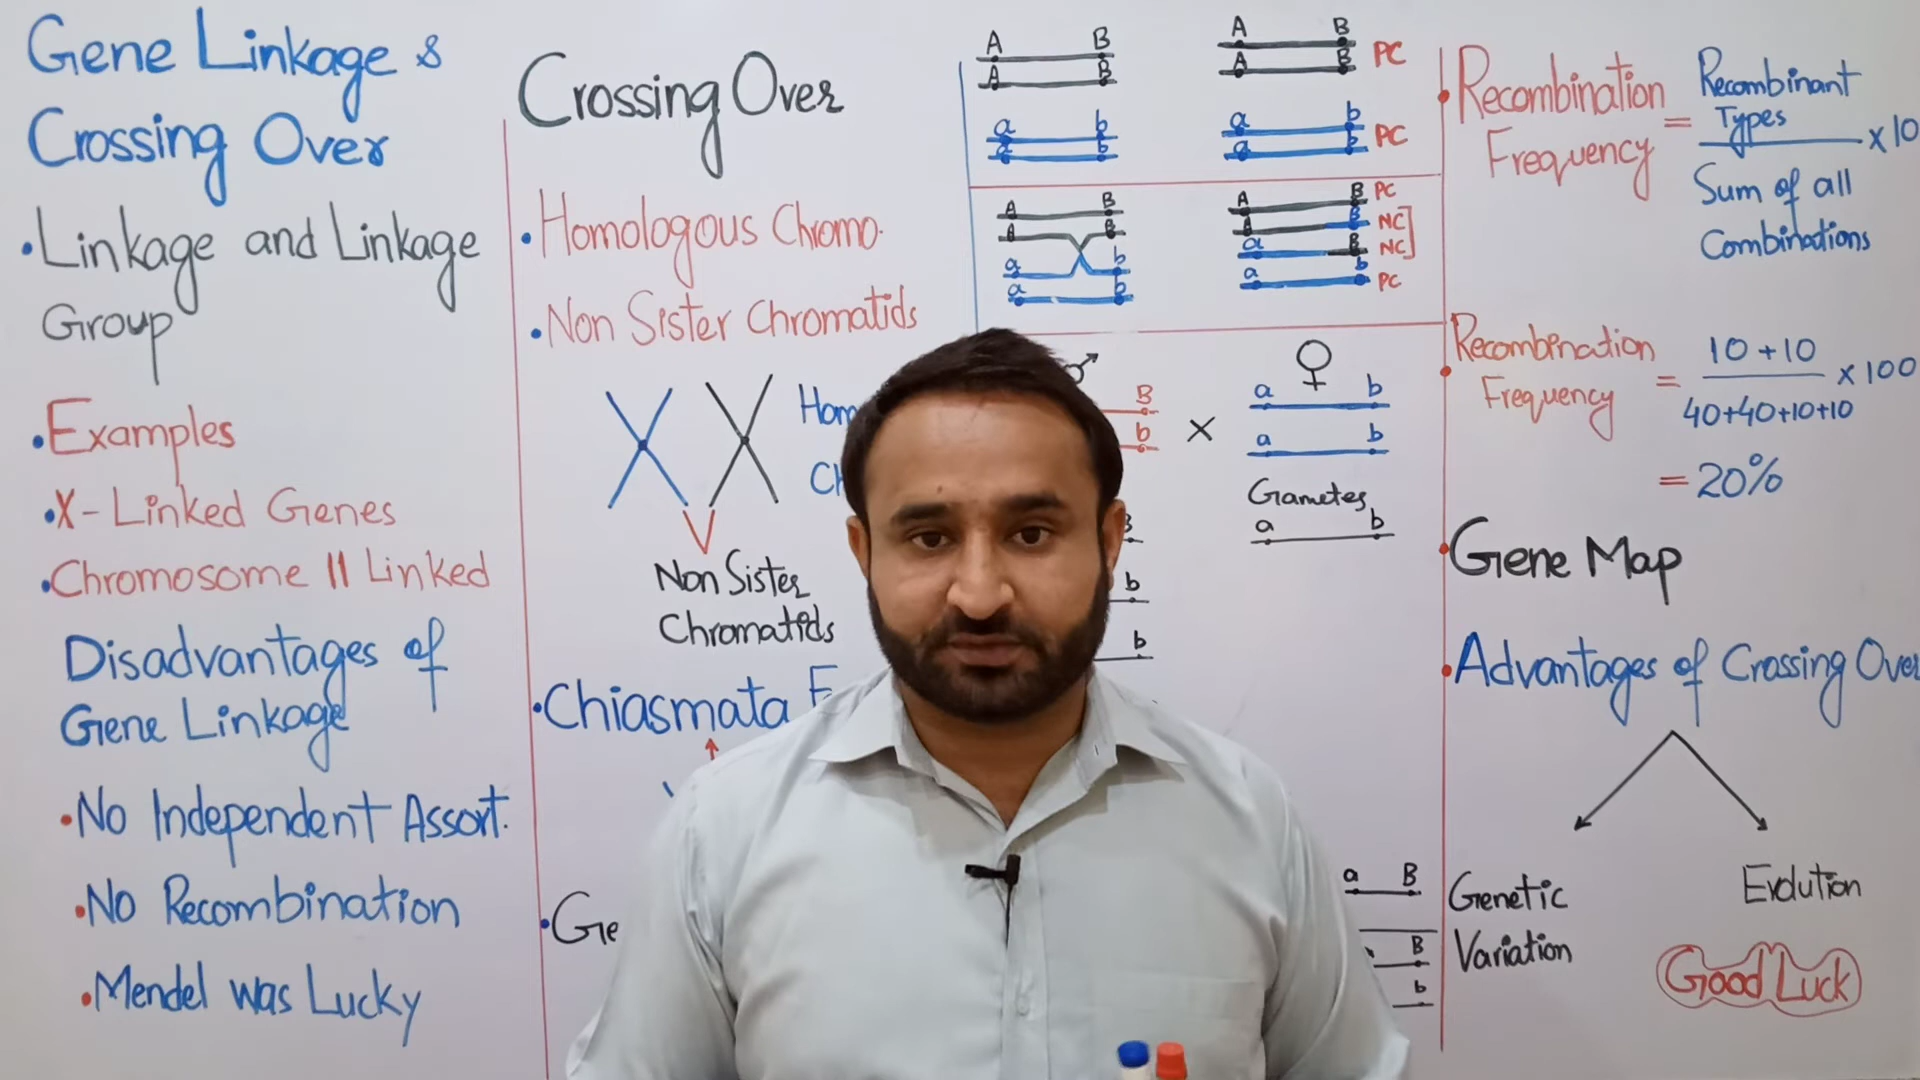 Gene Linkage &
Crossing Over
• Linkage and Linkage
Group
• Examples
• X-Linked Genes
• Chromosome 11 Linked
Disadvantages of
Gene Linkage
• No Independent Assort.
• No Recombination
• Mendel was Lucky
Crossing Over
• Homologous Chromo.
• Non Sister Chromatids
Non Sister
Chromatids
• Chiasmata
A B
A B
a b
a b
A B
A B PC
a b
a b PC
A B
A B
a b
a b
A B PC
A B NC
a B NC
a b PC
♂
B
b
×
♀
a b
a b
Gametes
a b
B
b
b
a B
B
b
• Recombination
Frequency = Recombinant
Types
× 10
Sum of all
Combinations
• Recombination
Frequency = 10 + 10
× 100
40+40+10+10
= 20%
• Gene Map
• Advantages of Crossing Over
Genetic
Variation
Evolution
Good Luck